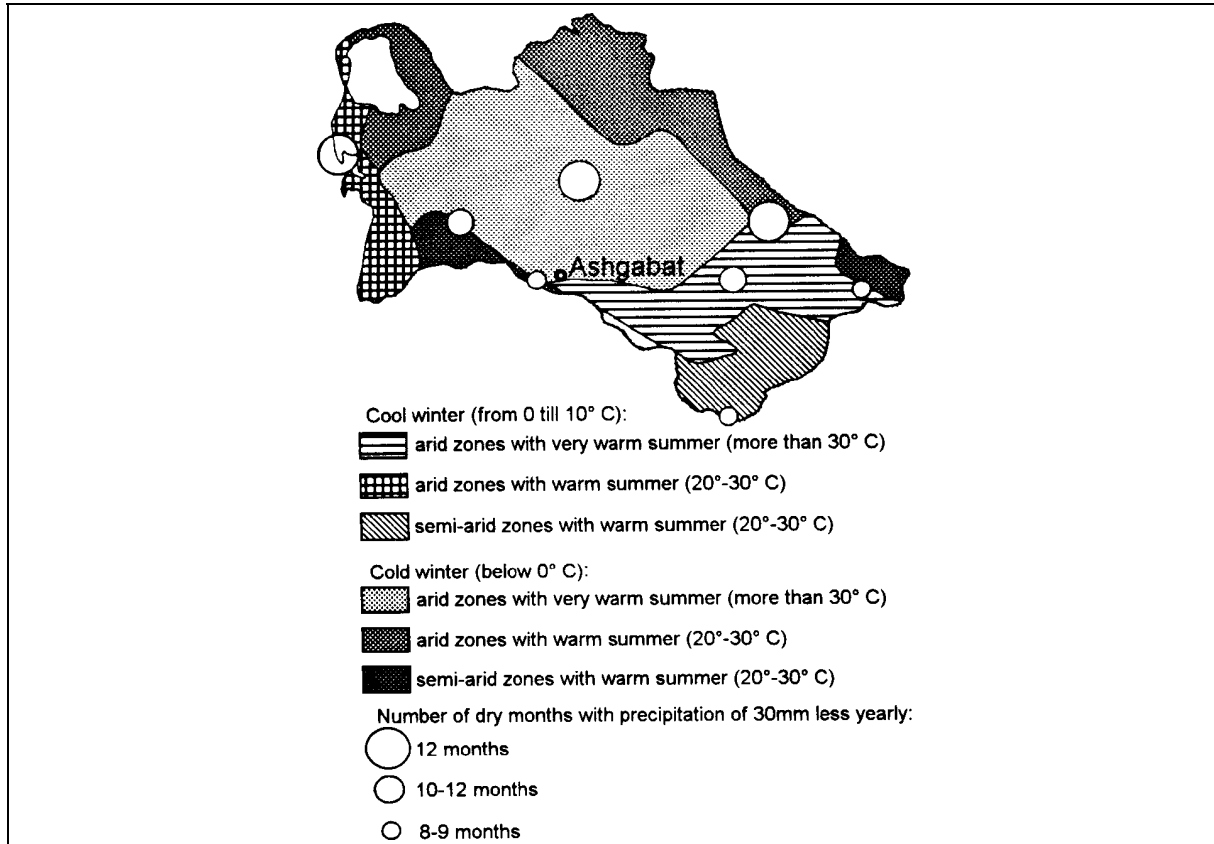 Ashgabat
Cool winter (from 0 till 10° C):
arid zones with very warm summer (more than 30° C)
arid zones with warm summer (20°-30° C)
semi-arid zones with warm summer (20°-30° C)
Cold winter (below 0° C):
arid zones with very warm summer (more than 30° C)
arid zones with warm summer (20°-30° C)
semi-arid zones with warm summer (20°-30° C)
Number of dry months with precipitation of 30mm less yearly:
12 months
10-12 months
8-9 months